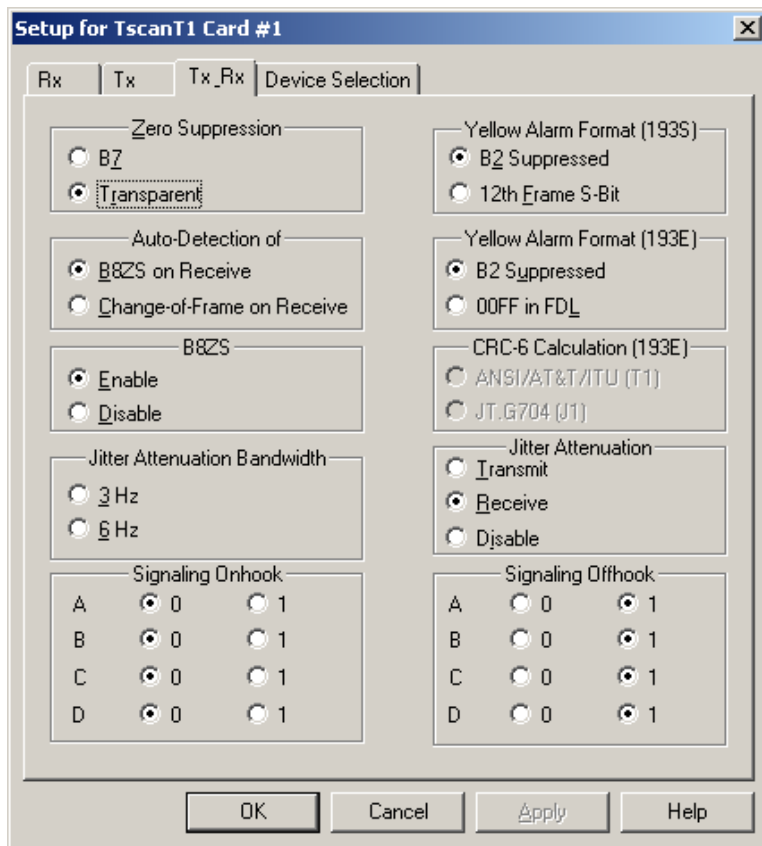 Setup for TscanT1 Card #1
Rx
Tx
Tx_Rx
Device Selection
Zero Suppression
B7
Transparent
Yellow Alarm Format (193S)
B2 Suppressed
12th Frame S-Bit
Auto-Detection of
B8ZS on Receive
Change-of-Frame on Receive
Yellow Alarm Format (193E)
B2 Suppressed
00FF in FDL
B8ZS
Enable
Disable
CRC-6 Calculation (193E)
ANSI/AT&T/ITU (T1)
JT.G704 (J1)
Jitter Attenuation Bandwidth
3 Hz
6 Hz
Jitter Attenuation
Transmit
Receive
Disable
Signaling Onhook
A 0 1
B 0 1
C 0 1
D 0 1
Signaling Offhook
A 0 1
B 0 1
C 0 1
D 0 1
OK
Cancel
Apply
Help